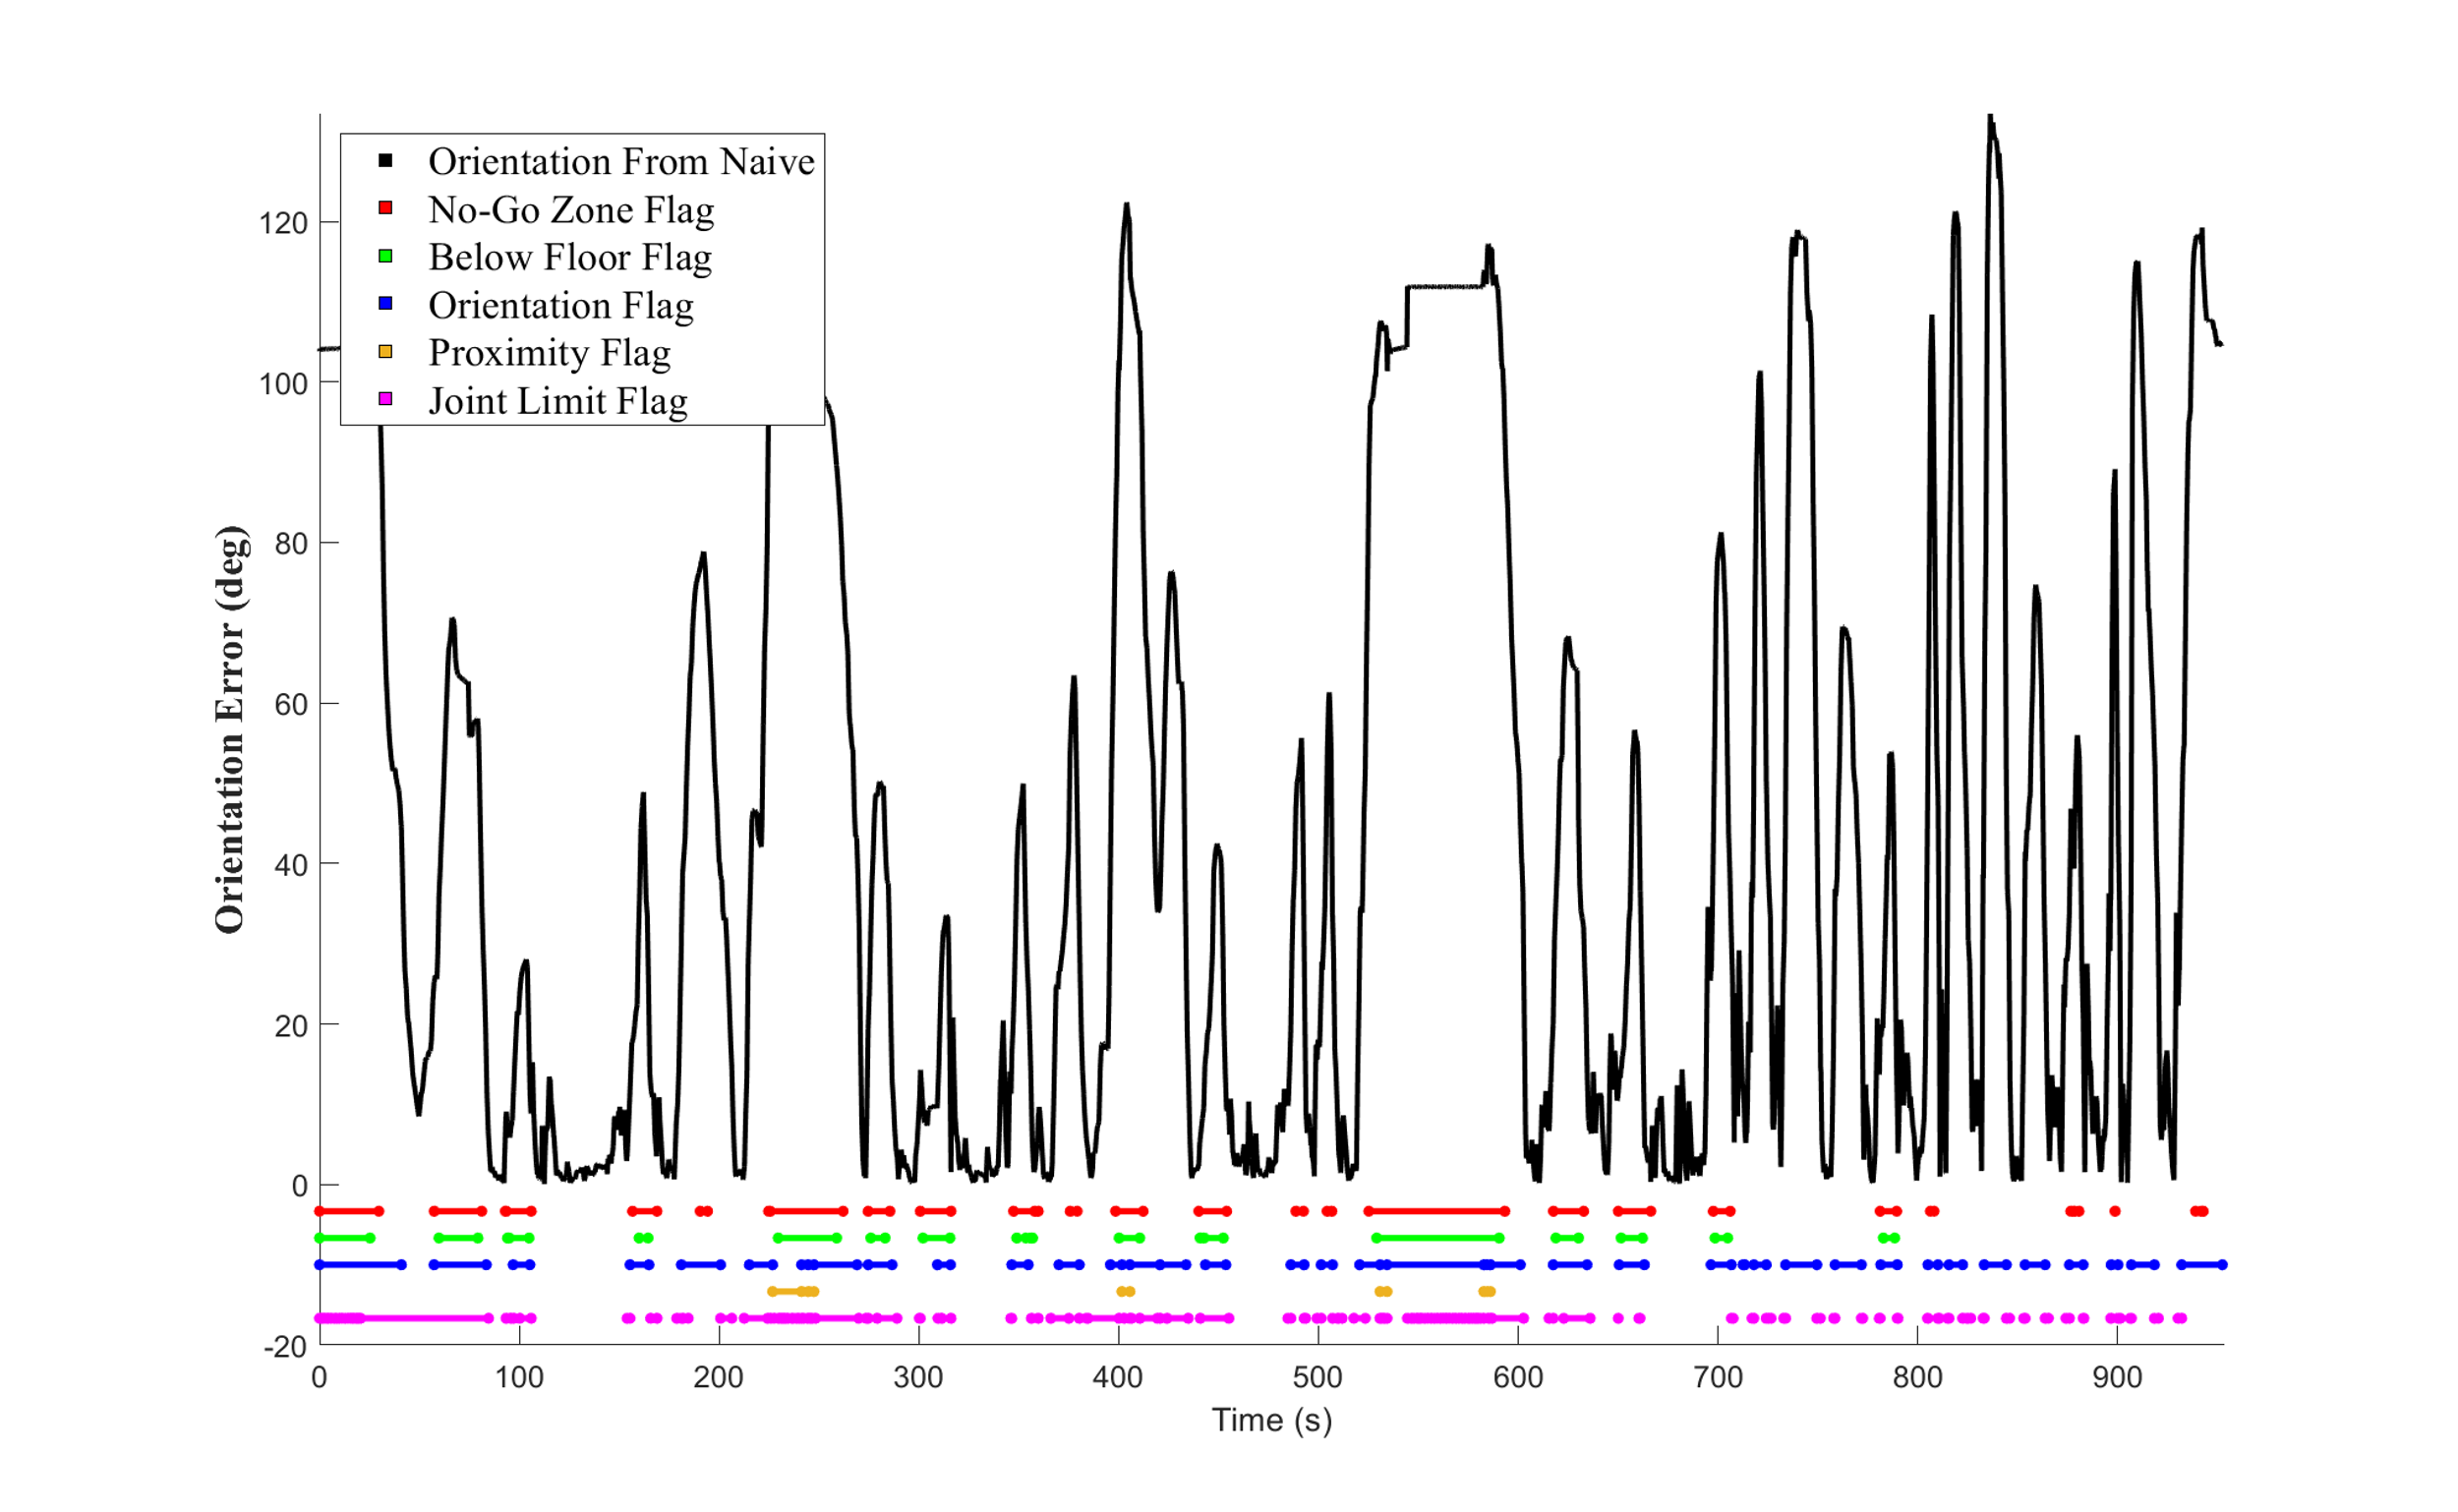 Orientation From Naive
No-Go Zone Flag
Below Floor Flag
Orientation Flag
Proximity Flag
Joint Limit Flag
120
100
80
60
40
20
0
-20
Orientation Error (deg)
0 100 200 300 400 500 600 700 800 900
Time (s)